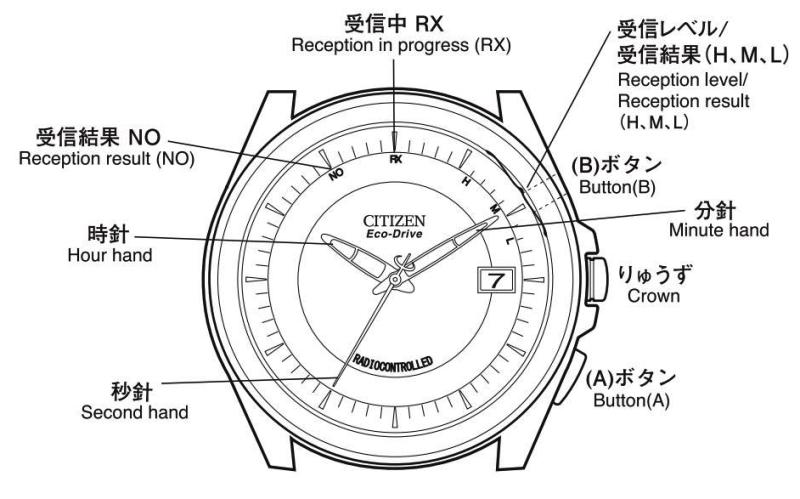 受信中 RX
Reception in progress (RX)
受信レベル/
受信結果(H、M、L)
Reception level/
Reception result
(H、M、L)
受信結果 NO
Reception result (NO)
(B)ボタン
Button(B)
時針
Hour hand
分針
Minute hand
りゅうず
Crown
秒針
Second hand
(A)ボタン
Button(A)
NO
RX
H
M
L
CITIZEN
Eco-Drive
7
RADIOCONTROLLED